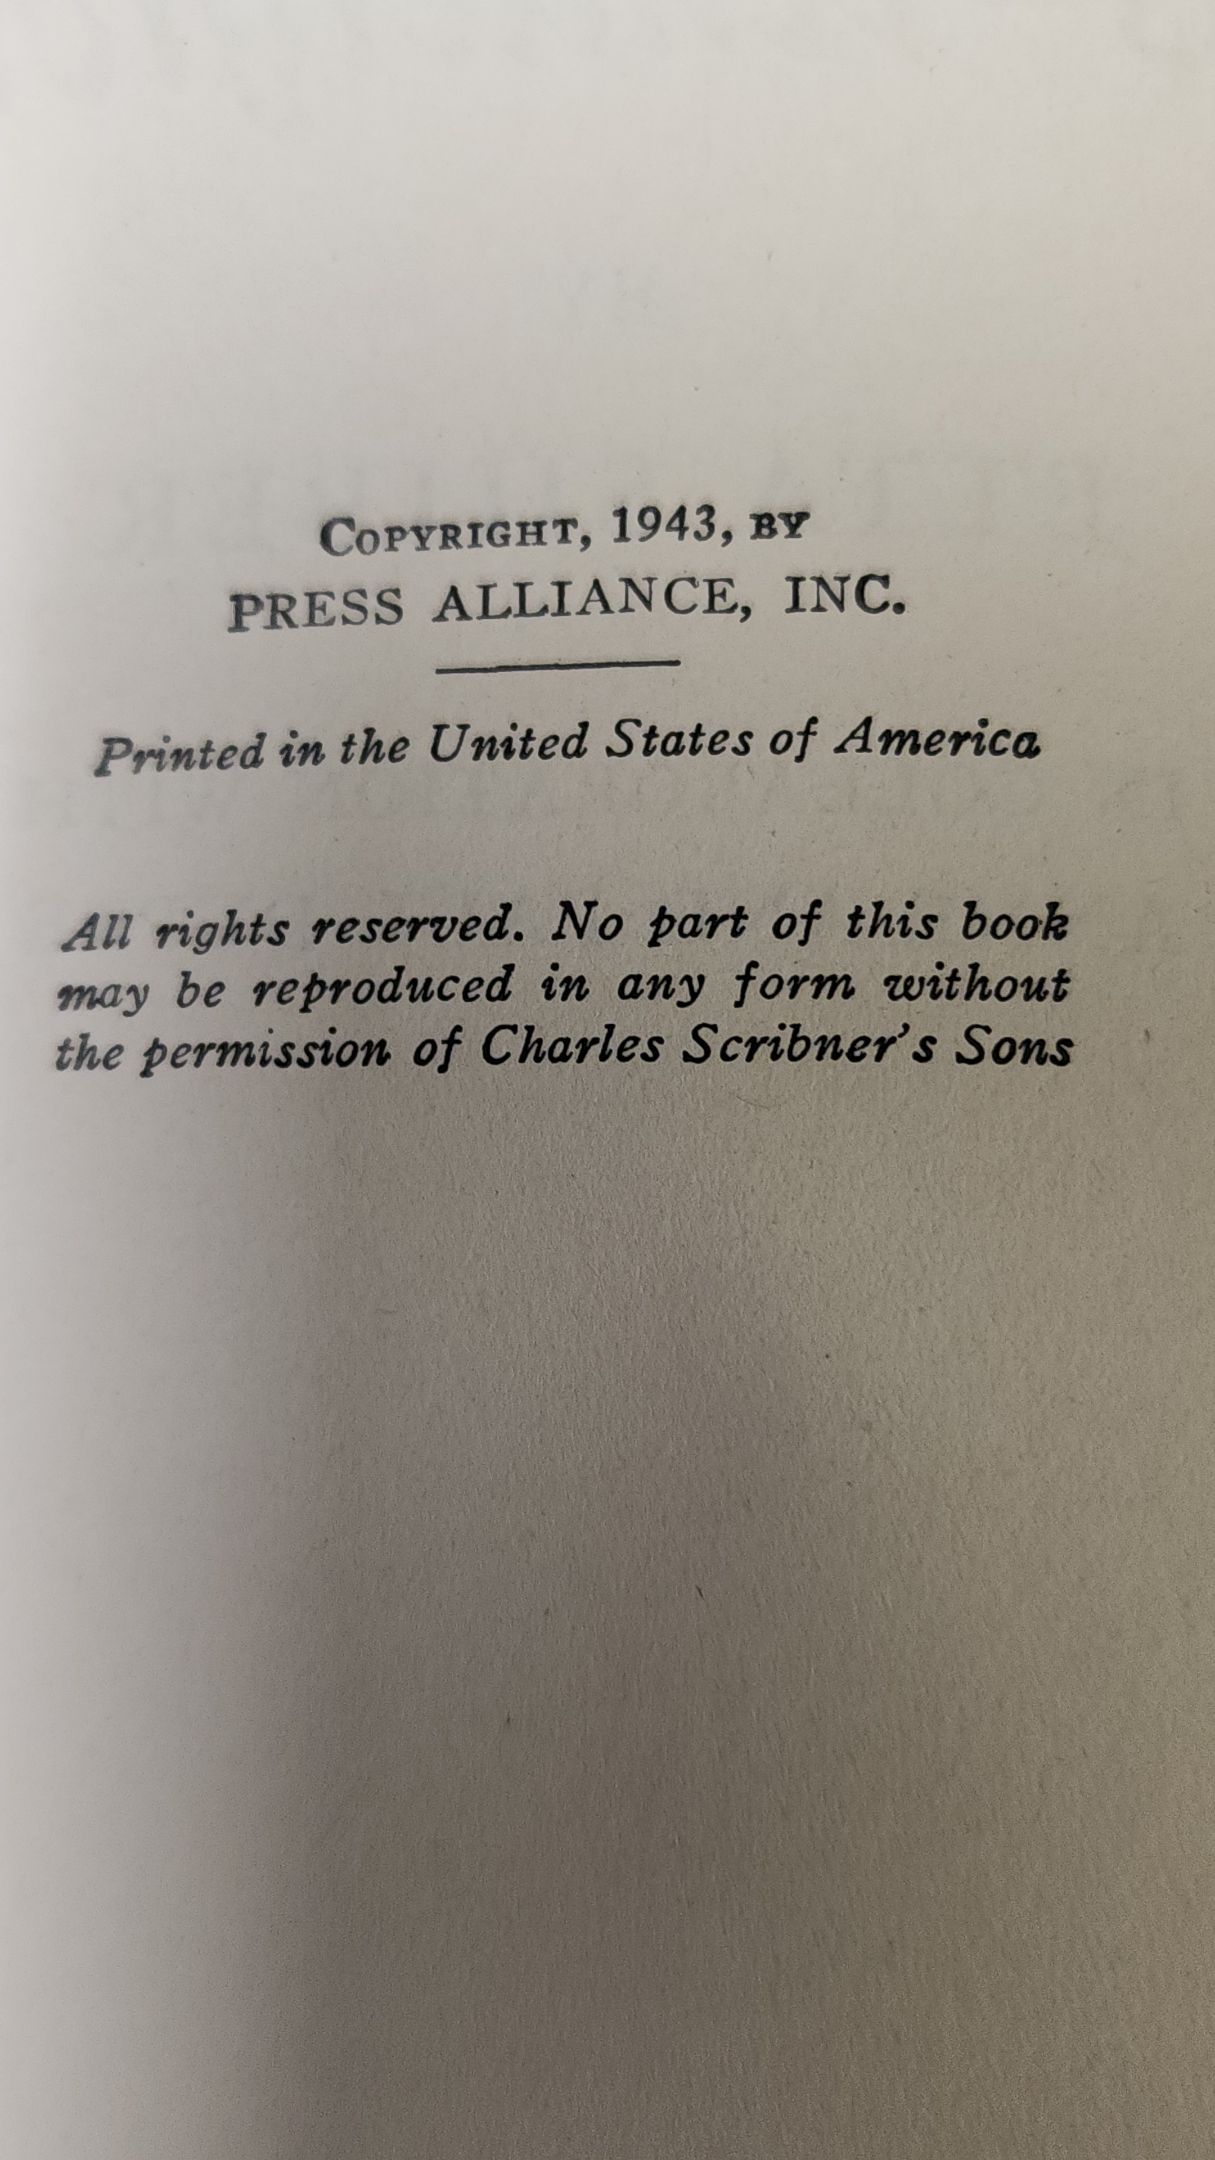 COPYRIGHT, 1943, BY
PRESS ALLIANCE, INC.
Printed in the United States of America
All rights reserved. No part of this book
may be reproduced in any form without
the permission of Charles Scribner's Sons